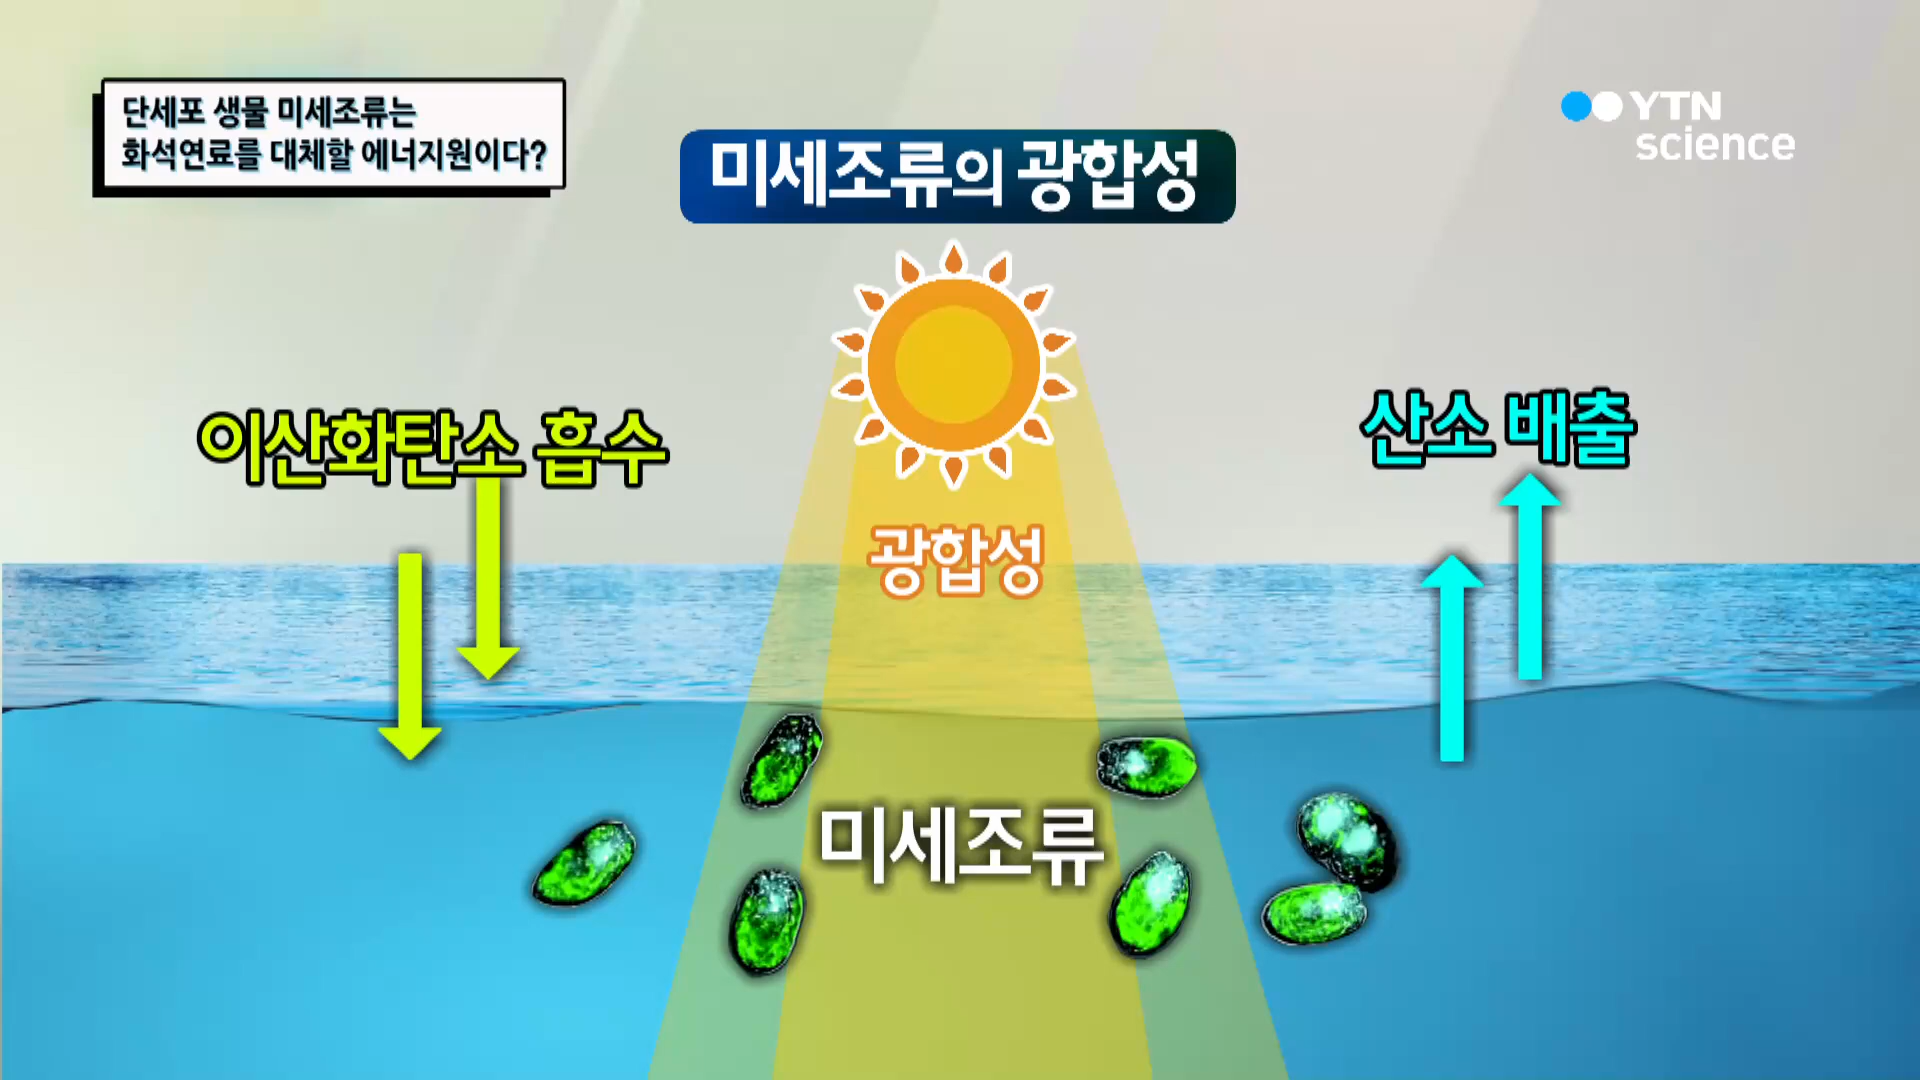 단세포 생물 미세조류는
화석연료를 대체할 에너지원이다?
YTN
science
미세조류의 광합성
이산화탄소 흡수
산소 배출
광합성
미세조류